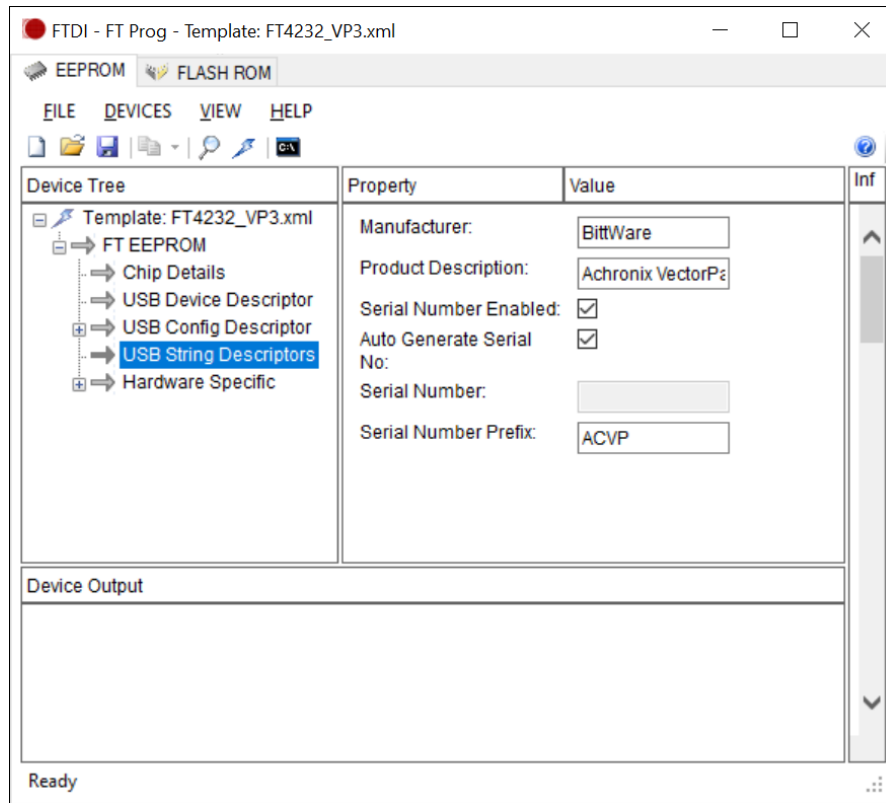 FTDI - FT Prog - Template: FT4232_VP3.xml
EEPROM
FLASH ROM
FILE DEVICES VIEW HELP
C:\
Device Tree
Property
Value
Inf
Template: FT4232_VP3.xml
FT EEPROM
Chip Details
USB Device Descriptor
USB Config Descriptor
USB String Descriptors
Hardware Specific
Manufacturer:
BittWare
Product Description:
Achronix VectorPa
Serial Number Enabled:
Auto Generate Serial
No:
Serial Number:
Serial Number Prefix:
ACVP
Device Output
Ready